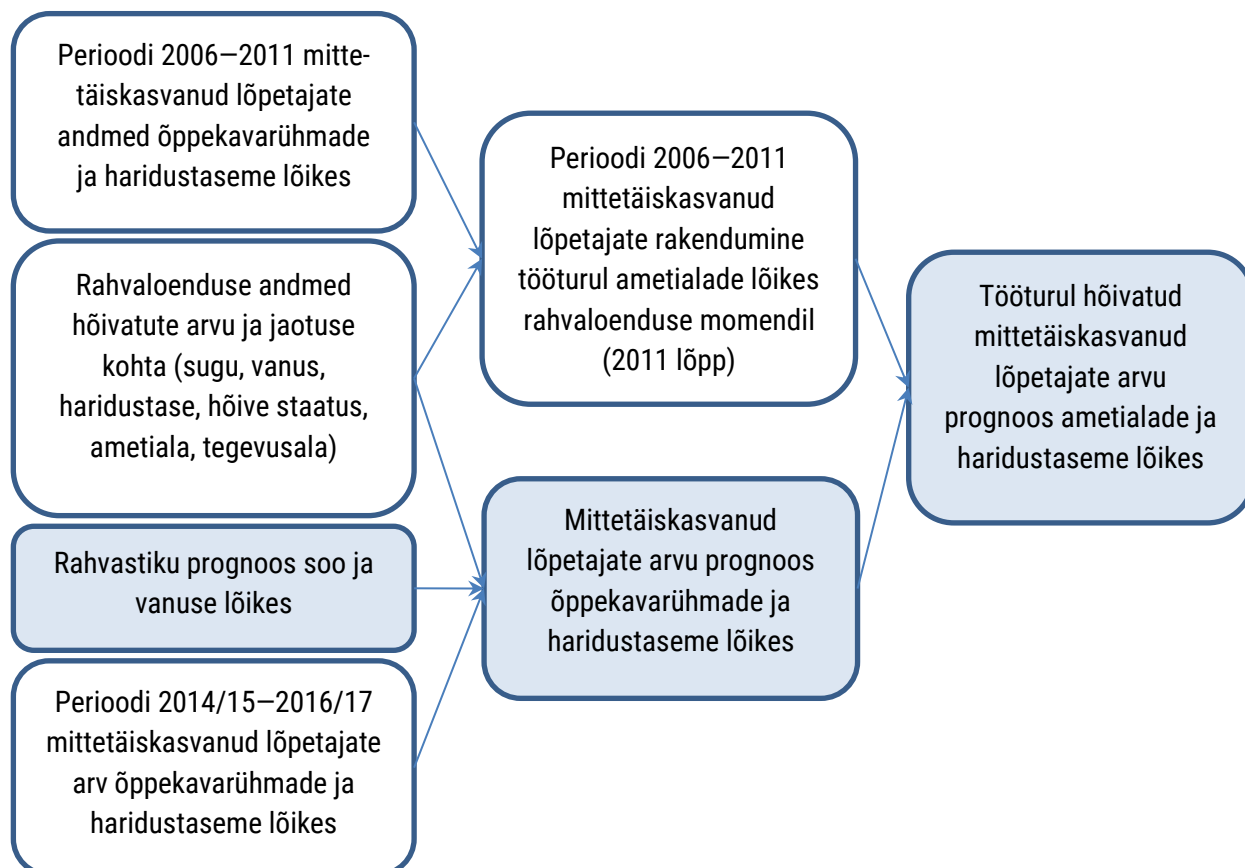 Perioodi 2006—2011 mitte-
täiskasvanud lõpetajate
andmed õppekavarühmade
ja haridustaseme lõikes
Rahvaloenduse andmed
hõivatute arvu ja jaotuse
kohta (sugu, vanus,
haridustase, hõive staatus,
ametiala, tegevusala)
Rahvastiku prognoos soo ja
vanuse lõikes
Perioodi 2014/15—2016/17
mittetäiskasvanud lõpetajate
arv õppekavarühmade ja
haridustaseme lõikes
Perioodi 2006—2011
mittetäiskasvanud
lõpetajate rakendumine
tööturul ametialade lõikes
rahvaloenduse momendil
(2011 lõpp)
Mittetäiskasvanud
lõpetajate arvu prognoos
õppekavarühmade ja
haridustaseme lõikes
Tööturul hõivatud
mittetäiskasvanud
lõpetajate arvu
prognoos ametialade ja
haridustaseme lõikes